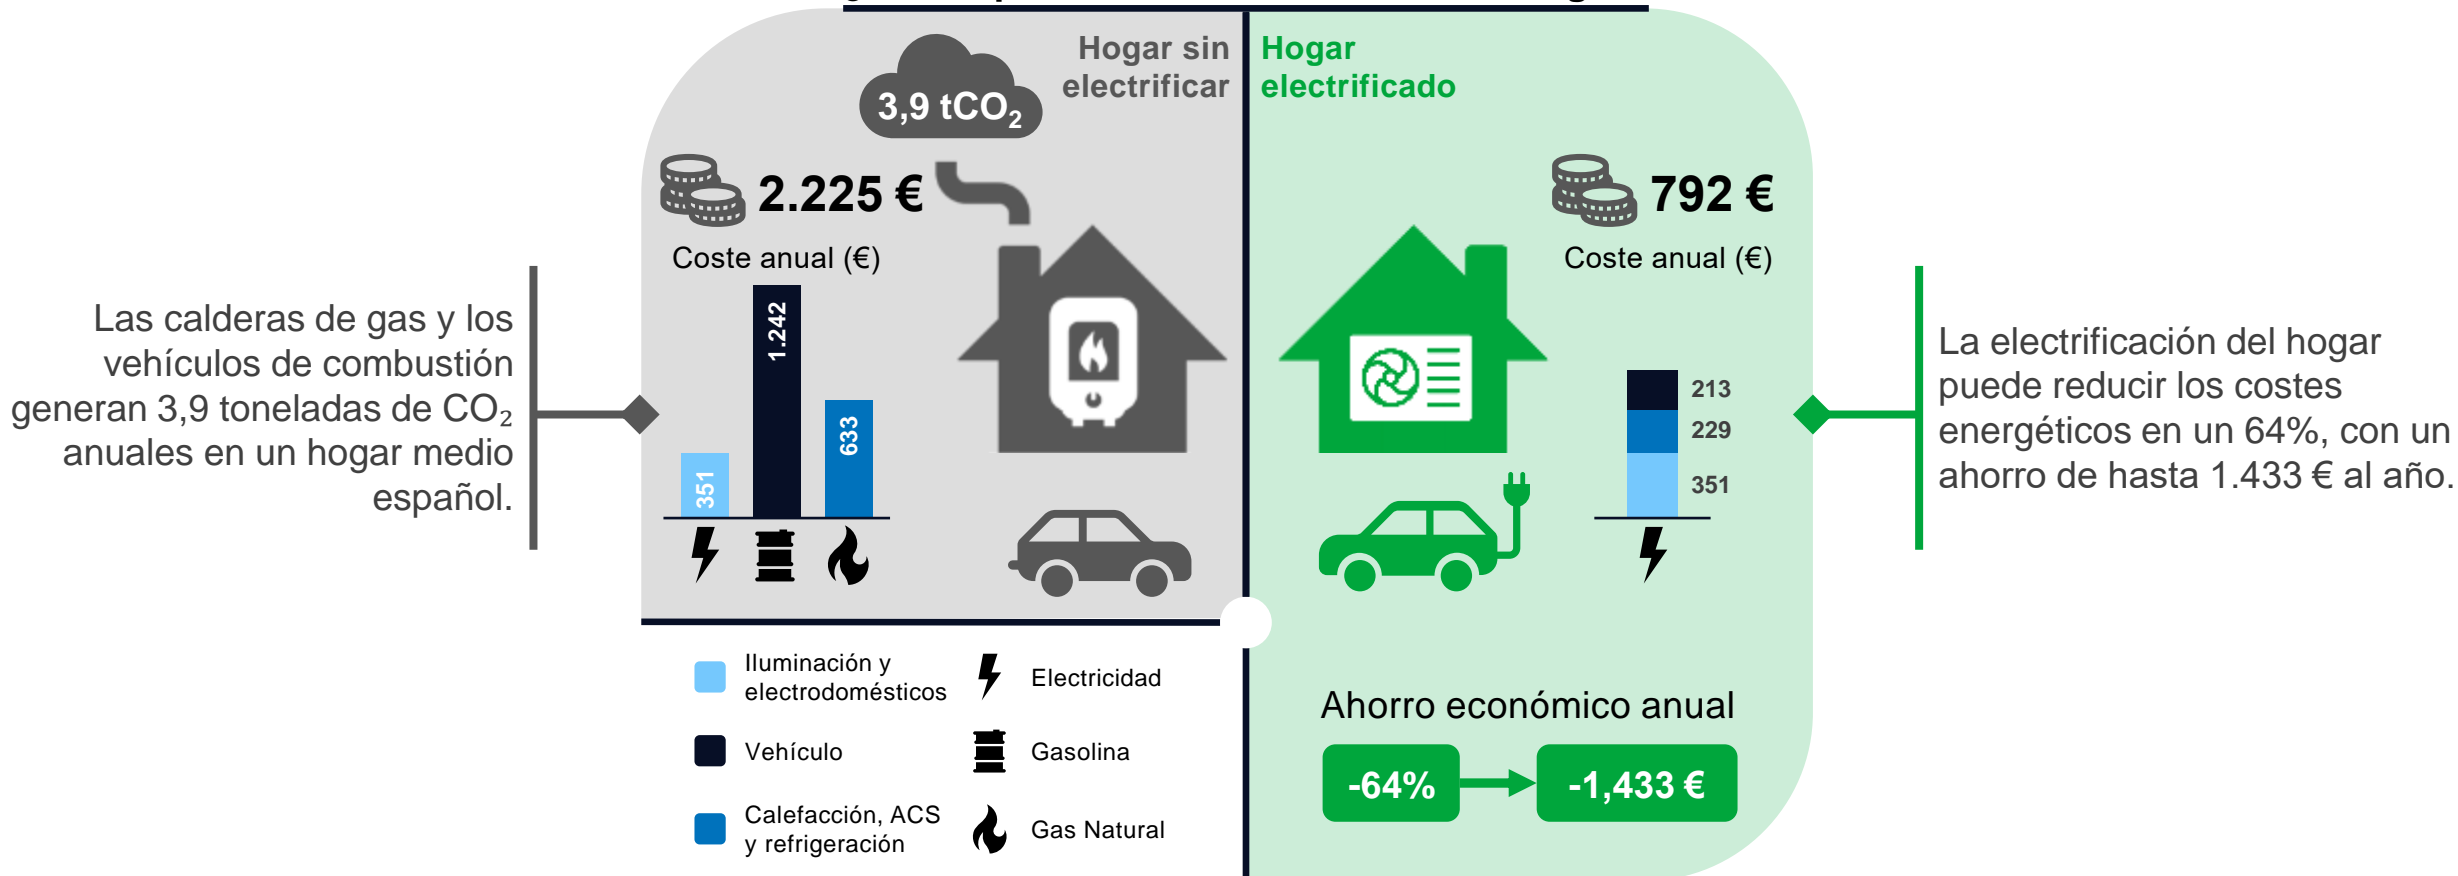 Hogar sin
electrificar
Hogar
electrificado
3,9 tCO₂
2.225 €
Coste anual (€)
1.242
633
351
792 €
Coste anual (€)
213
229
351
Las calderas de gas y los
vehículos de combustión
generan 3,9 toneladas de CO₂
anuales en un hogar medio
español.
La electrificación del hogar
puede reducir los costes
energéticos en un 64%, con un
ahorro de hasta 1.433 € al año.
Iluminación y
electrodomésticos
Electricidad
Vehículo
Gasolina
Calefacción, ACS
y refrigeración
Gas Natural
Ahorro económico anual
-64%
-1,433 €